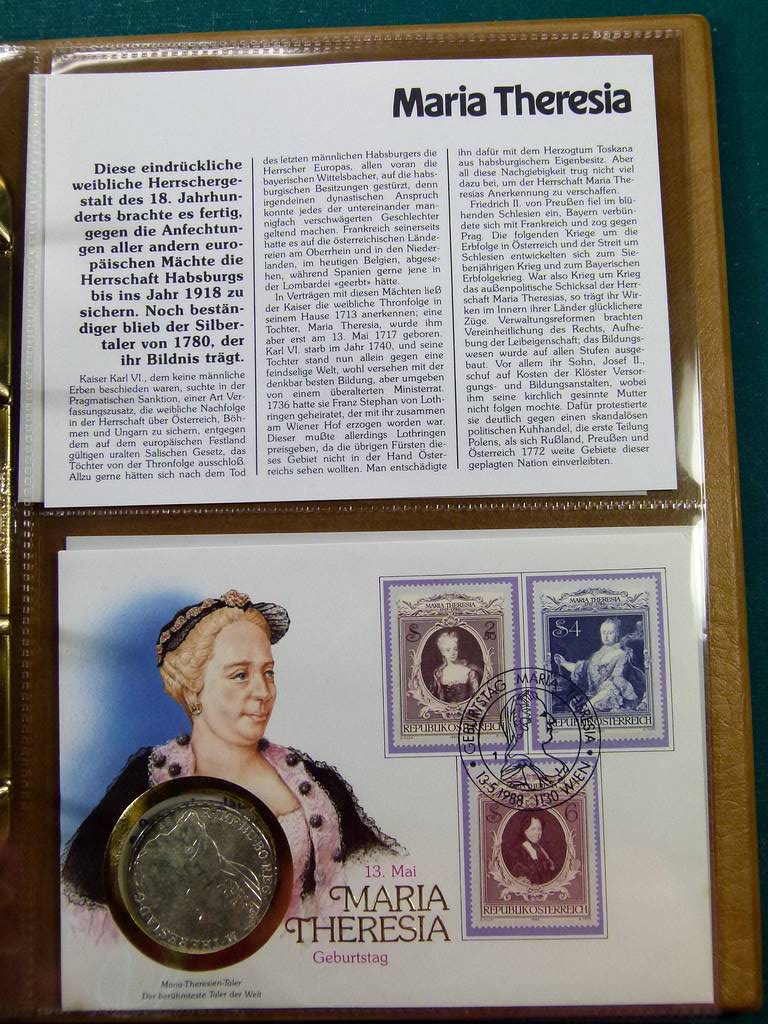 Maria Theresia
Diese eindrückliche
weibliche Herrscherge-
stalt des 18. Jahrhun-
derts brachte es fertig,
gegen die Anfechtun-
gen aller andern euro-
päischen Mächte die
Herrschaft Habsburgs
bis ins Jahr 1918 zu
sichern. Noch bestän-
diger blieb der Silber-
taler von 1780, der
ihr Bildnis trägt.
Kaiser Karl VI., dem keine männliche
Erben beschieden waren, suchte in der
Pragmatischen Sanktion, einer Art Ver-
fassungszusatz, die weibliche Nachfolge
in der Herrschaft über Österreich, Böh-
men und Ungarn zu sichern, entgegen
dem auf dem europäischen Festland
gültigen uralten Salischen Gesetz, das
Töchter von der Thronfolge ausschloß.
Allzu gerne hätten sich nach dem Tod
des letzten männlichen Habsburgers die
Herrscher Europas, allen voran die
bayerischen Wittelsbacher, auf die habs-
burgischen Besitzungen gestürzt, denn
irgendeinen dynastischen Anspruch
konnte jedes der untereinander man-
nigfach verschwägerten Geschlechter
geltend machen. Frankreich seinerseits
hatte es auf die österreichischen Lände-
reien am Oberrhein und in den Nieder-
landen, im heutigen Belgien, abgese-
hen, während Spanien gerne jene in
der Lombardei «geerbt» hätte.
In Verträgen mit diesen Mächten ließ
der Kaiser die weibliche Thronfolge in
seinem Hause 1713 anerkennen; eine
Tochter, Maria Theresia, wurde ihm
aber erst am 13. Mai 1717 geboren.
Karl VI. starb im Jahr 1740, und seine
Tochter stand nun allein gegen eine
feindselige Welt, wohl versehen mit der
denkbar besten Bildung, aber umgeben
von einem überalterten Ministerrat.
1736 hatte sie Franz Stephan von Loth-
ringen geheiratet, der mit ihr zusammen
am Wiener Hof erzogen worden war.
Dieser mußte allerdings Lothringen
preisgeben, da die übrigen Fürsten die-
ses Gebiet nicht in der Hand Öster-
reichs sehen wollten. Man entschädigte
ihn dafür mit dem Herzogtum Toskana
aus habsburgischem Eigenbesitz. Aber
all diese Nachgiebigkeit trug nicht viel
dazu bei, um der Herrschaft Maria The-
resias Anerkennung zu verschaffen.
Friedrich II. von Preußen fiel im blü-
henden Schlesien ein, Bayern verbün-
dete sich mit Frankreich und zog gegen
Prag. Die folgenden Kriege um die
Erbfolge in Österreich und der Streit um
Schlesien entwickelten sich zum Sie-
benjährigen Krieg und zum Bayerischen
Erbfolgekrieg. War also Krieg um Krieg
das außenpolitische Schicksal der Herr-
schaft Maria Theresias, so trägt ihr Wir-
ken im Innern ihrer Länder glücklichere
Züge. Verwaltungsreformen brachten
Vereinheitlichung des Rechts, Aufhe-
bung der Leibeigenschaft; das Bildungs-
wesen wurde auf allen Stufen ausge-
baut. Vor allem ihr Sohn, Josef II.,
schuf auf Kosten der Klöster Versor-
gungs- und Bildungsanstalten, wobei
ihm seine kirchlich gesinnte Mutter
nicht folgen mochte. Dafür protestierte
sie deutlich gegen einen skandalösen
politischen Kuhhandel, die erste Teilung
Polens, als sich Rußland, Preußen und
Österreich 1772 weite Gebiete dieser
geplagten Nation einverleibten.
MARIA THERESIA
S 2
REPUBLIK ÖSTERREICH
MARIA THERESIA
S 4
REPUBLIK ÖSTERREICH
GEBURTSTAG MARIA THERESIA
13.5.1988 1130 WIEN
S 6
REPUBLIK ÖSTERREICH
R·IMP·HU·BO·REG·
M·THERESIA·D·G·
13. Mai
MARIA
THERESIA
Geburtstag
Maria-Theresien-Taler
Der berühmteste Taler der Welt